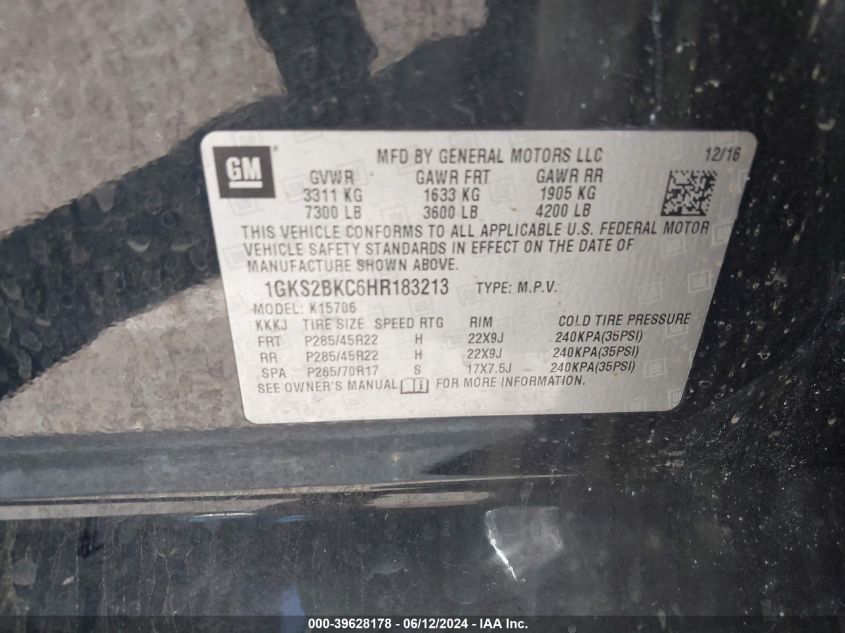 GM
MFD BY GENERAL MOTORS LLC 12/16
GVWR GAWR FRT GAWR RR
3311 KG 1633 KG 1905 KG
7300 LB 3600 LB 4200 LB
THIS VEHICLE CONFORMS TO ALL APPLICABLE U.S. FEDERAL MOTOR
VEHICLE SAFETY STANDARDS IN EFFECT ON THE DATE OF
MANUFACTURE SHOWN ABOVE.
1GKS2BKC6HR183213 TYPE: M.P.V.
MODEL: K15706
KKKJ TIRE SIZE SPEED RTG RIM COLD TIRE PRESSURE
FRT P285/45R22 H 22X9J 240KPA(35PSI)
RR P285/45R22 H 22X9J 240KPA(35PSI)
SPA P265/70R17 S 17X7.5J 240KPA(35PSI)
SEE OWNER'S MANUAL FOR MORE INFORMATION.
000-39628178 - 06/12/2024 - IAA Inc.